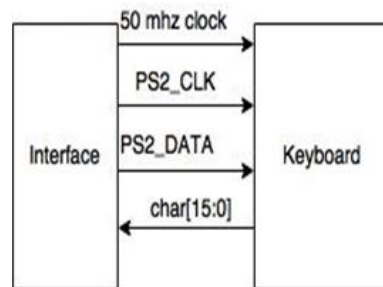 50 mhz clock
PS2_CLK
PS2_DATA
Interface
Keyboard
char[15:0]